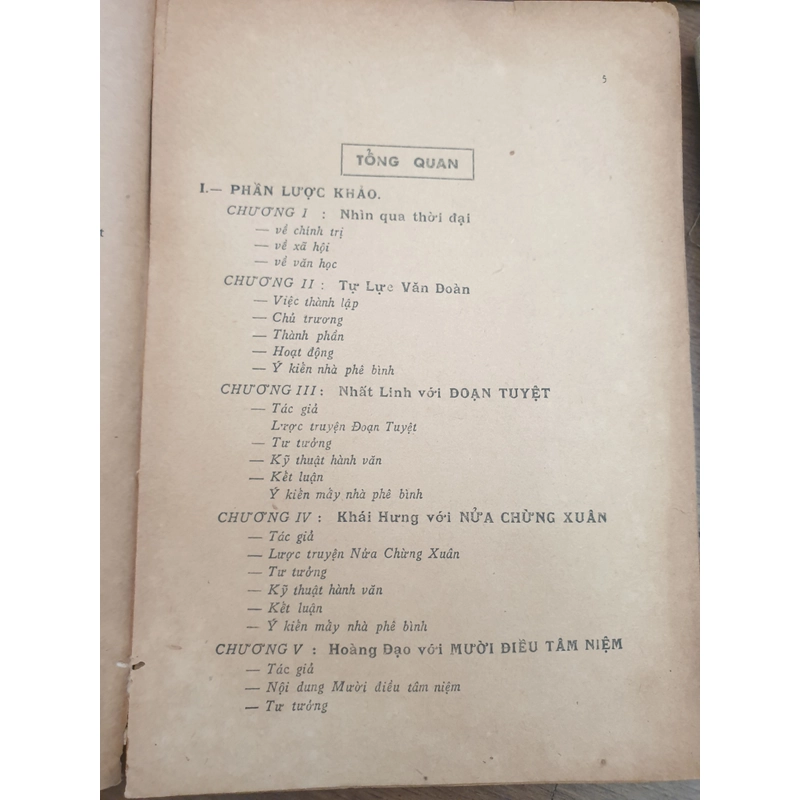 5
TỔNG QUAN
I.— PHẦN LƯỢC KHẢO.
CHƯƠNG I : Nhìn qua thời đại
— về chính trị
— về xã hội
— về văn học
CHƯƠNG II : Tự Lực Văn Đoàn
— Việc thành lập
— Chủ trương
— Thành phần
— Hoạt động
— Ý kiến nhà phê bình
CHƯƠNG III : Nhất Linh với ĐOẠN TUYỆT
— Tác giả
Lược truyện Đoạn Tuyệt
— Tư tưởng
— Kỹ thuật hành văn
— Kết luận
Ý kiến mấy nhà phê bình
CHƯƠNG IV : Khái Hưng với NỬA CHỪNG XUÂN
— Tác giả
— Lược truyện Nửa Chừng Xuân
— Tư tưởng
— Kỹ thuật hành văn
— Kết luận
— Ý kiến mấy nhà phê bình
CHƯƠNG V : Hoàng Đạo với MƯỜI ĐIỀU TÂM NIỆM
— Tác giả
— Nội dung Mười điều tâm niệm
— Tư tưởng